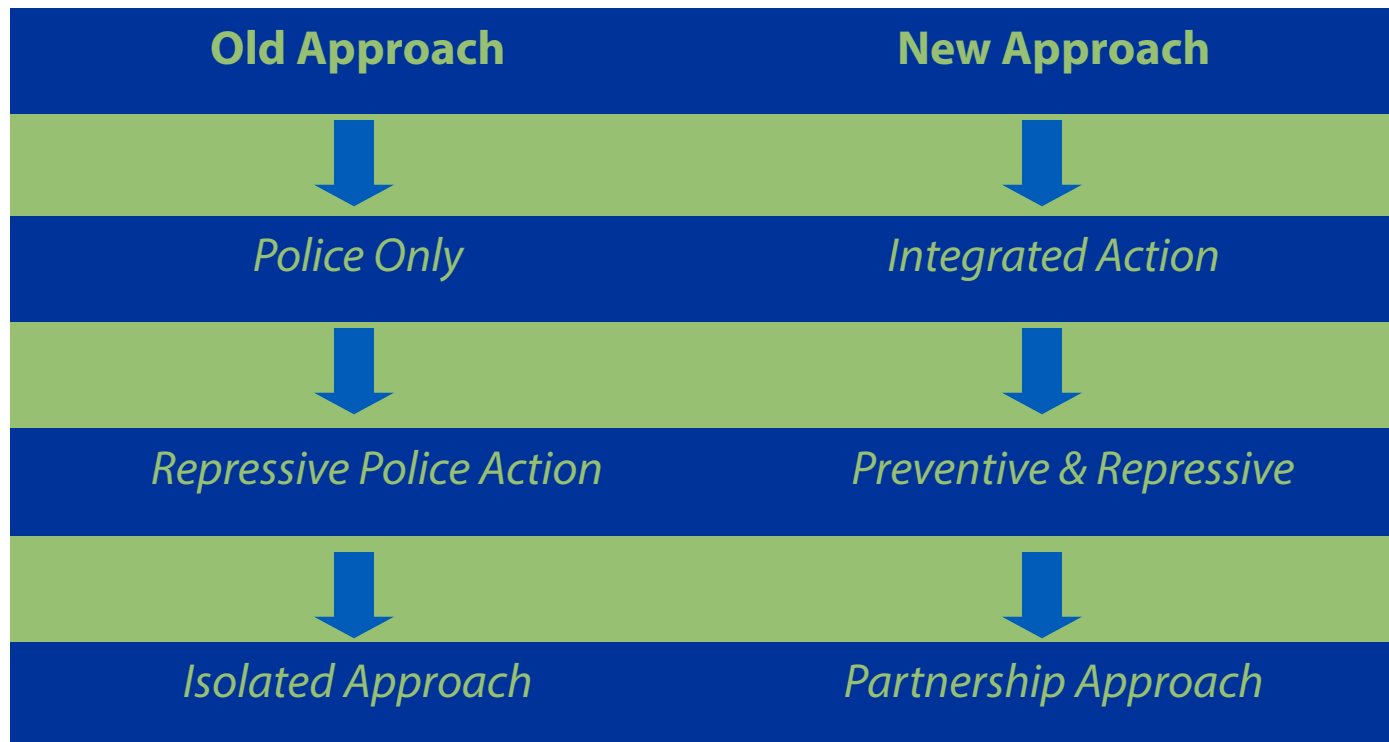 Old Approach
New Approach
Police Only
Integrated Action
Repressive Police Action
Preventive & Repressive
Isolated Approach
Partnership Approach